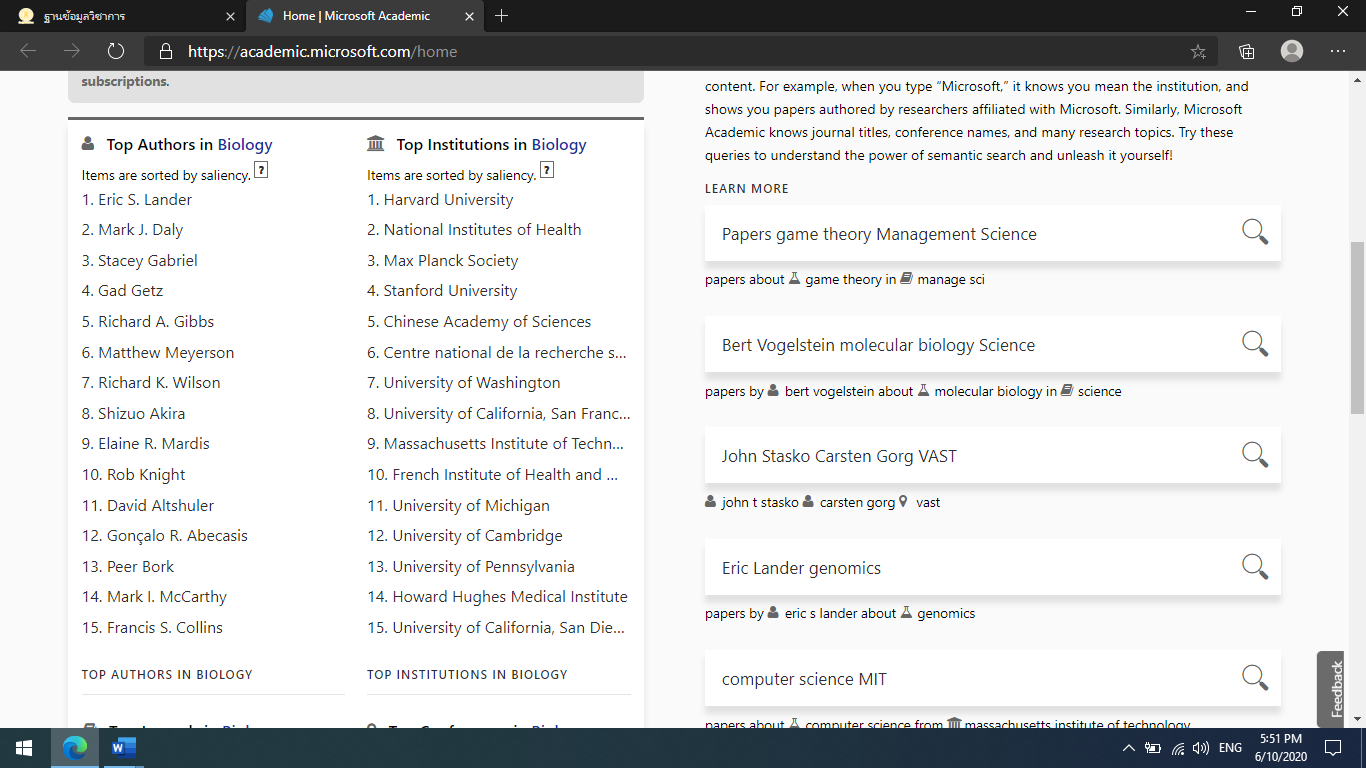 ฐานข้อมูลวิชาการ
Home | Microsoft Academic
https://academic.microsoft.com/home
subscriptions.
Top Authors in Biology
Items are sorted by saliency. ?
1. Eric S. Lander
2. Mark J. Daly
3. Stacey Gabriel
4. Gad Getz
5. Richard A. Gibbs
6. Matthew Meyerson
7. Richard K. Wilson
8. Shizuo Akira
9. Elaine R. Mardis
10. Rob Knight
11. David Altshuler
12. Gonçalo R. Abecasis
13. Peer Bork
14. Mark I. McCarthy
15. Francis S. Collins
TOP AUTHORS IN BIOLOGY
Top Institutions in Biology
Items are sorted by saliency. ?
1. Harvard University
2. National Institutes of Health
3. Max Planck Society
4. Stanford University
5. Chinese Academy of Sciences
6. Centre national de la recherche s...
7. University of Washington
8. University of California, San Franc...
9. Massachusetts Institute of Techn...
10. French Institute of Health and ...
11. University of Michigan
12. University of Cambridge
13. University of Pennsylvania
14. Howard Hughes Medical Institute
15. University of California, San Die...
TOP INSTITUTIONS IN BIOLOGY
content. For example, when you type “Microsoft,” it knows you mean the institution, and
shows you papers authored by researchers affiliated with Microsoft. Similarly, Microsoft
Academic knows journal titles, conference names, and many research topics. Try these
queries to understand the power of semantic search and unleash it yourself!
LEARN MORE
Papers game theory Management Science
papers about game theory in manage sci
Bert Vogelstein molecular biology Science
papers by bert vogelstein about molecular biology in science
John Stasko Carsten Gorg VAST
john t stasko carsten gorg vast
Eric Lander genomics
papers by eric s lander about genomics
computer science MIT
papers about computer science from massachusetts institute of technology
Feedback
ENG
5:51 PM
6/10/2020